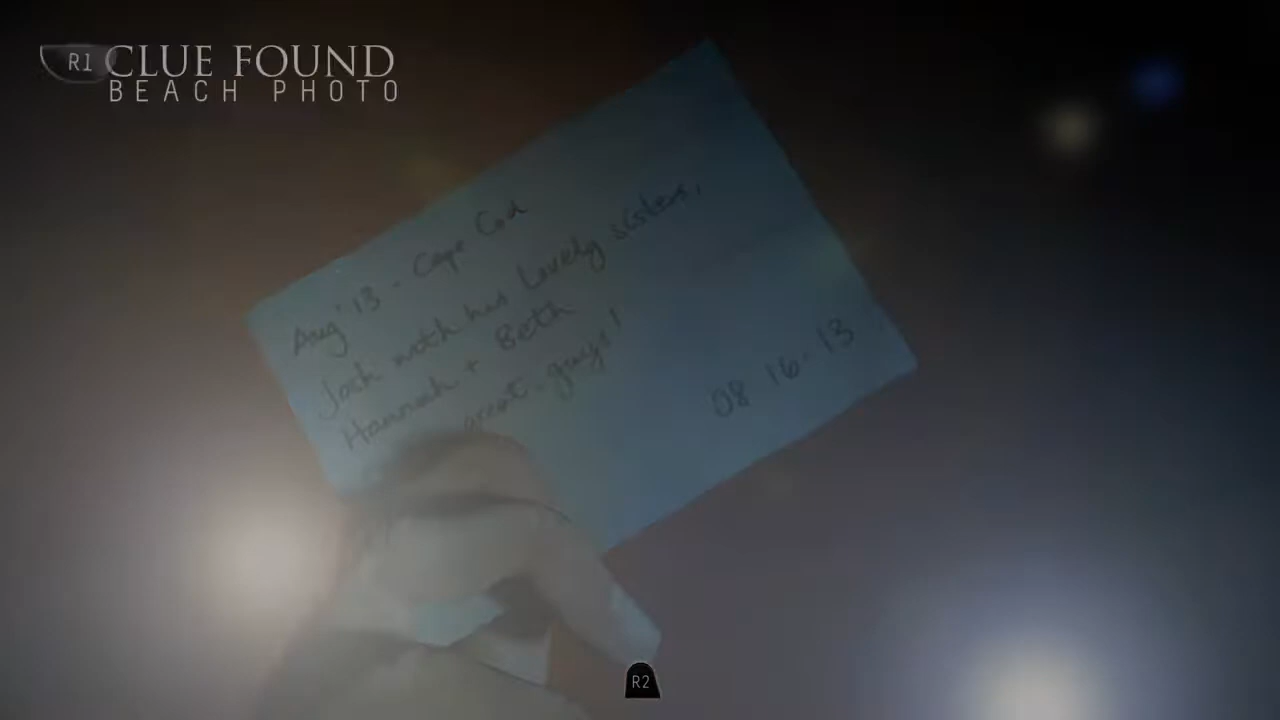 R1 CLUE FOUND
BEACH PHOTO
Aug '13 - Cape Cod
Josh with his lovely sisters,
Hannah + Beth
great guys!
08 16 - 13
R2